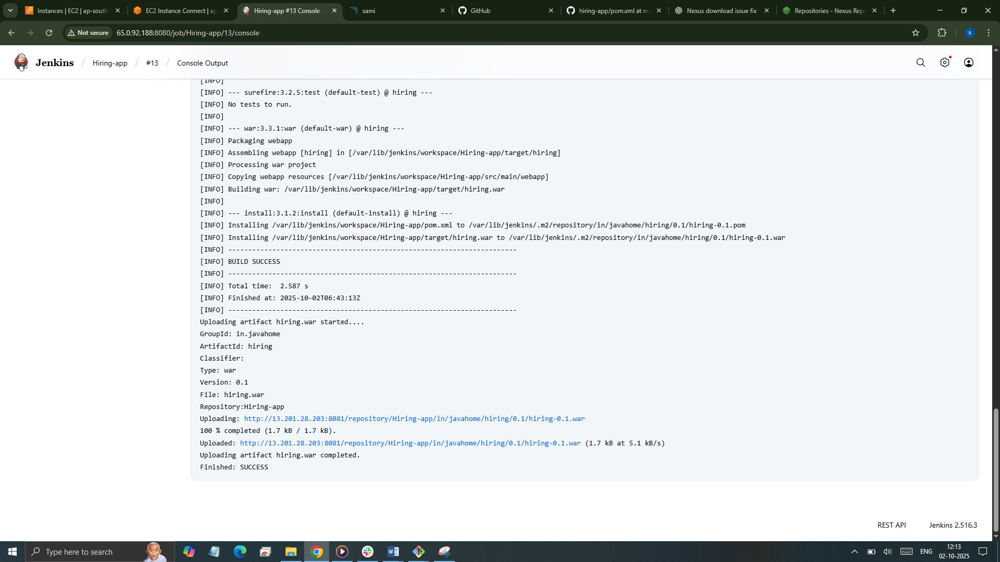 Instances | EC2 | ap-south
EC2 Instance Connect | ap
Hiring-app #13 Console -
sami
GitHub
hiring-app/pom.xml at m
Nexus download issue fix
Repositories - Nexus Rep
Not secure
65.0.92.188:8080/job/Hiring-app/13/console
S
Jenkins / Hiring-app / #13 / Console Output
[INFO]
[INFO] --- surefire:3.2.5:test (default-test) @ hiring ---
[INFO] No tests to run.
[INFO]
[INFO] --- war:3.3.1:war (default-war) @ hiring ---
[INFO] Packaging webapp
[INFO] Assembling webapp [hiring] in [/var/lib/jenkins/workspace/Hiring-app/target/hiring]
[INFO] Processing war project
[INFO] Copying webapp resources [/var/lib/jenkins/workspace/Hiring-app/src/main/webapp]
[INFO] Building war: /var/lib/jenkins/workspace/Hiring-app/target/hiring.war
[INFO]
[INFO] --- install:3.1.2:install (default-install) @ hiring ---
[INFO] Installing /var/lib/jenkins/workspace/Hiring-app/pom.xml to /var/lib/jenkins/.m2/repository/in/javahome/hiring/0.1/hiring-0.1.pom
[INFO] Installing /var/lib/jenkins/workspace/Hiring-app/target/hiring.war to /var/lib/jenkins/.m2/repository/in/javahome/hiring/0.1/hiring-0.1.war
[INFO] ------------------------------------------------------------------------
[INFO] BUILD SUCCESS
[INFO] ------------------------------------------------------------------------
[INFO] Total time:  2.587 s
[INFO] Finished at: 2025-10-02T06:43:13Z
[INFO] ------------------------------------------------------------------------
Uploading artifact hiring.war started....
GroupId: in.javahome
ArtifactId: hiring
Classifier:
Type: war
Version: 0.1
File: hiring.war
Repository:Hiring-app
Uploading: http://13.201.28.203:8081/repository/Hiring-app/in/javahome/hiring/0.1/hiring-0.1.war
100 % completed (1.7 kB / 1.7 kB).
Uploaded: http://13.201.28.203:8081/repository/Hiring-app/in/javahome/hiring/0.1/hiring-0.1.war (1.7 kB at 5.1 kB/s)
Uploading artifact hiring.war completed.
Finished: SUCCESS
REST API
Jenkins 2.516.3
Type here to search
ENG
12:13
02-10-2025